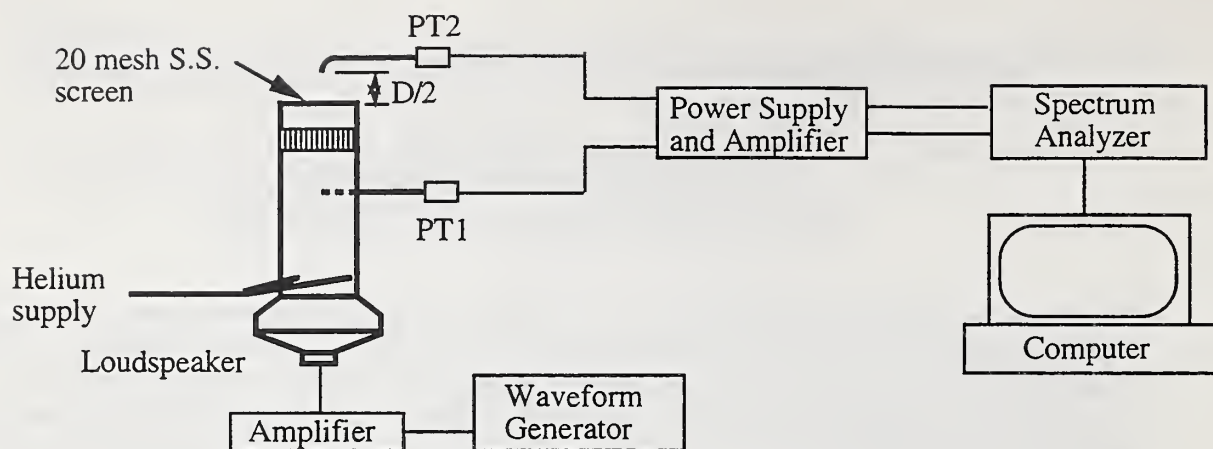 PT2
20 mesh S.S.
screen
D/2
Power Supply
and Amplifier
Spectrum
Analyzer
PT1
Helium
supply
Loudspeaker
Computer
Amplifier
Waveform
Generator